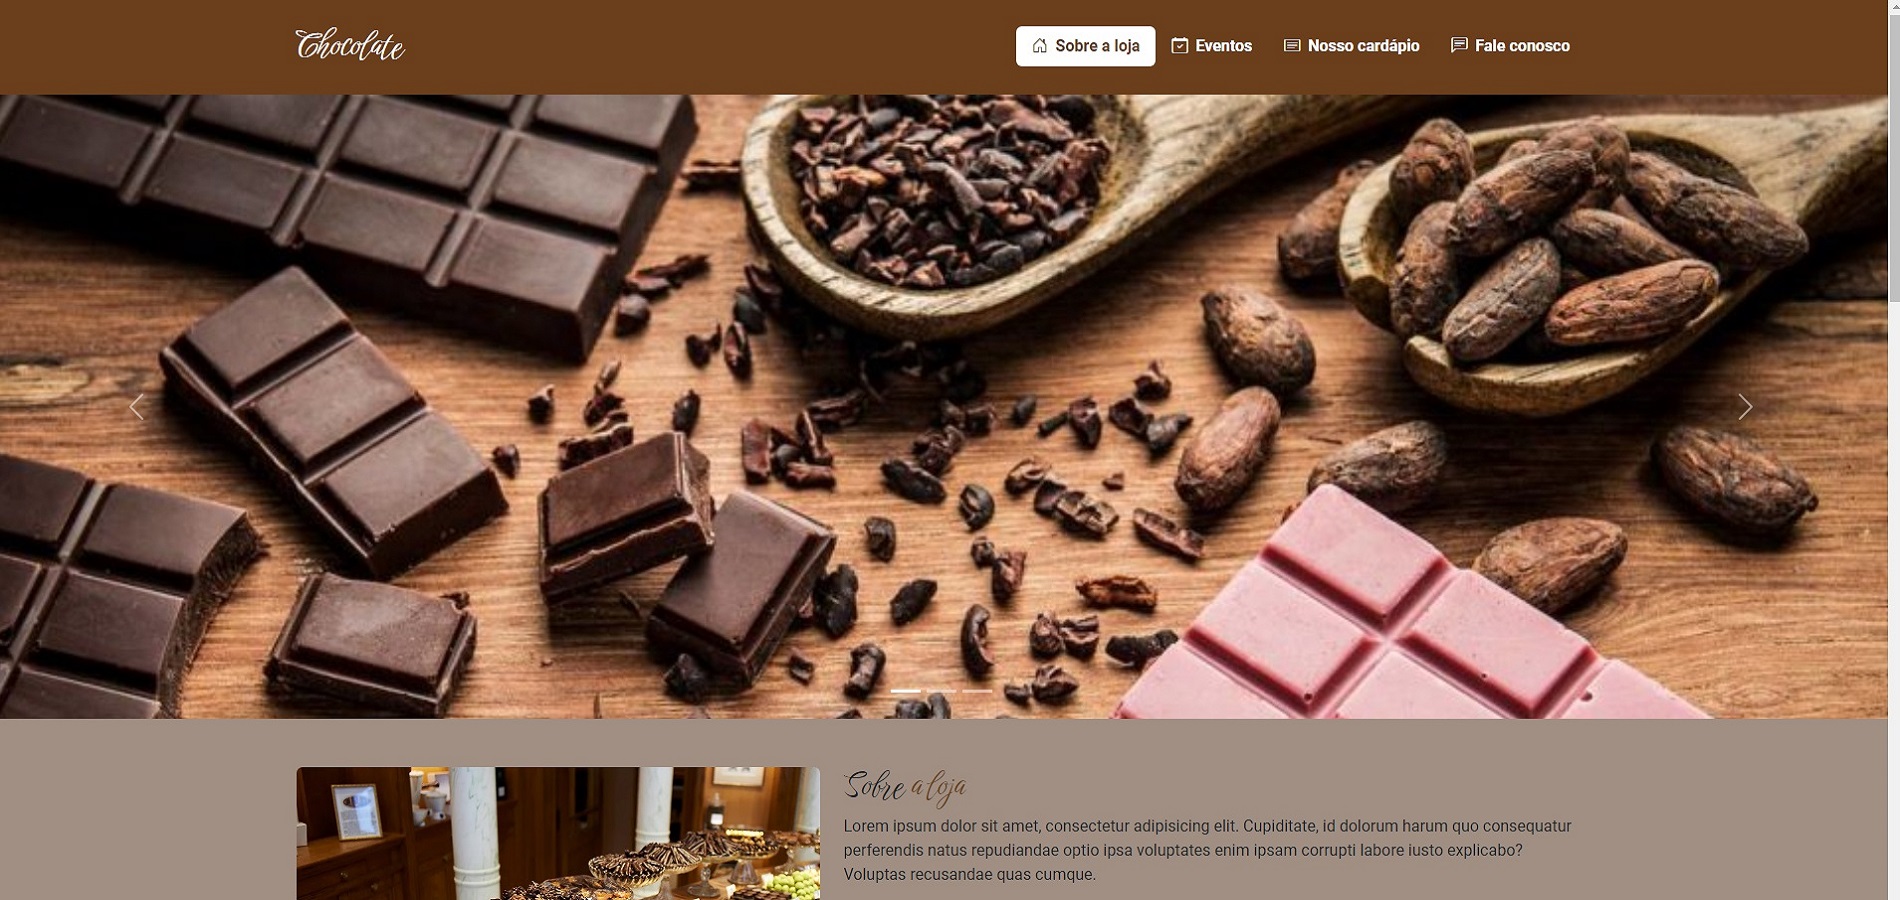 Chocolate
Sobre a loja
Eventos
Nosso cardápio
Fale conosco
Sobre a loja
Lorem ipsum dolor sit amet, consectetur adipisicing elit. Cupiditate, id dolorum harum quo consequatur
perferendis natus repudiandae optio ipsa voluptates enim ipsam corrupti labore iusto explicabo?
Voluptas recusandae quas cumque.